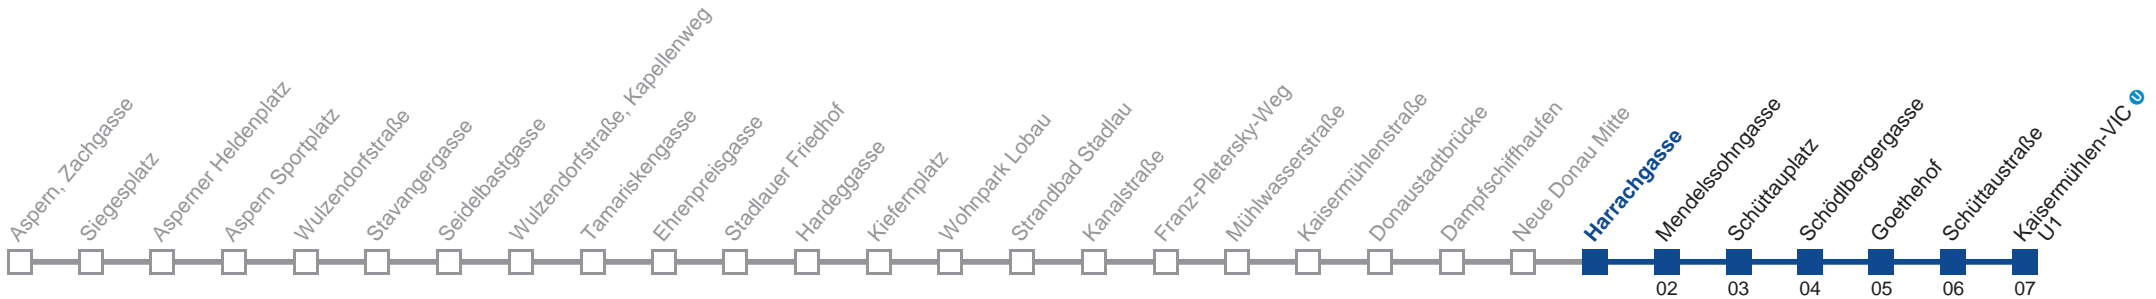 Aspern, Zachgasse
Siegesplatz
Asperner Heldenplatz
Aspern Sportplatz
Wulzendorfstraße
Stavangergasse
Seidelbastgasse
Wulzendorfstraße, Kapellenweg
Tamariskengasse
Ehrenpreisgasse
Stadlauer Friedhof
Hardeggasse
Kiefernplatz
Wohnpark Lobau
Strandbad Stadlau
Kanalstraße
Franz-Pletersky-Weg
Mühlwasserstraße
Kaisermühlenstraße
Donaustadtbrücke
Dampfschiffhaufen
Neue Donau Mitte
Harrachgasse
Mendelssohngasse
Schüttauplatz
Schödlbergergasse
Goethehof
Schüttaustraße
Kaisermühlen-VIC U
U1
02 03 04 05 06 07